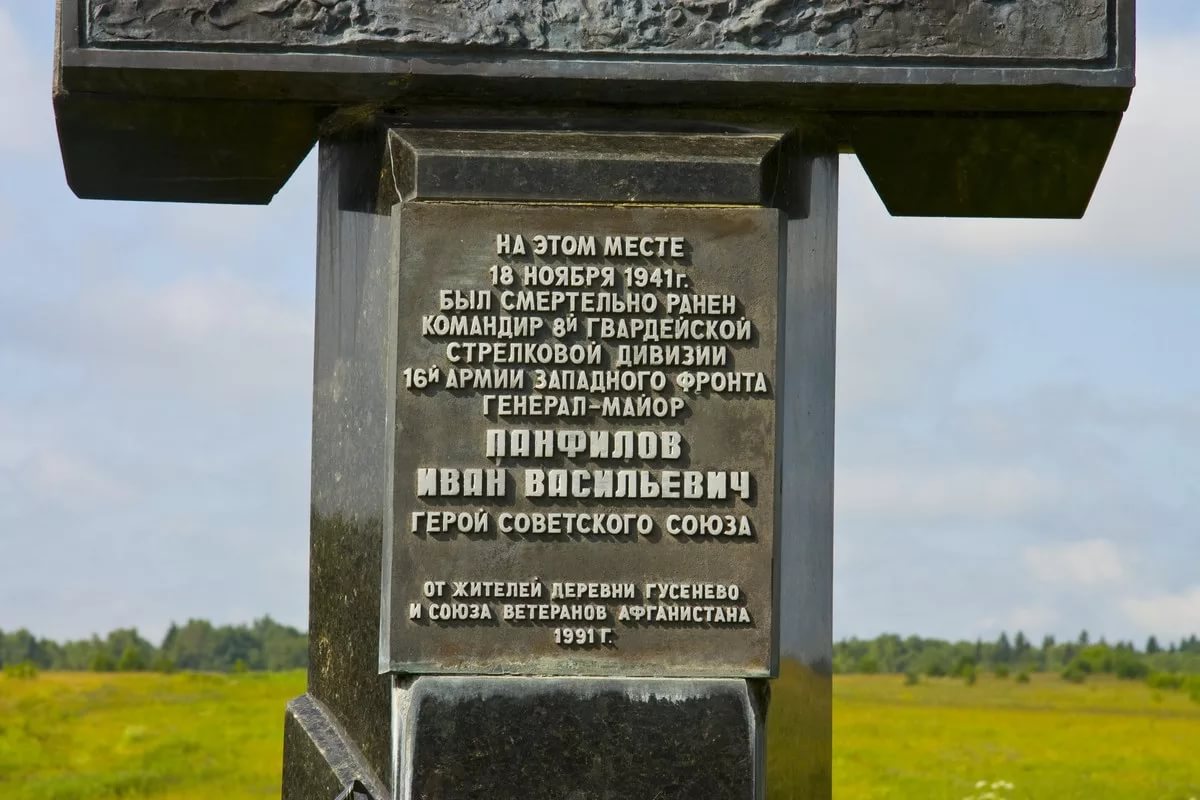 НА ЭТОМ МЕСТЕ
18 НОЯБРЯ 1941г.
БЫЛ СМЕРТЕЛЬНО РАНЕН
КОМАНДИР 8й ГВАРДЕЙСКОЙ
СТРЕЛКОВОЙ ДИВИЗИИ
16й АРМИИ ЗАПАДНОГО ФРОНТА
ГЕНЕРАЛ-МАЙОР
ПАНФИЛОВ
ИВАН ВАСИЛЬЕВИЧ
ГЕРОЙ СОВЕТСКОГО СОЮЗА
ОТ ЖИТЕЛЕЙ ДЕРЕВНИ ГУСЕНЕВО
И СОЮЗА ВЕТЕРАНОВ АФГАНИСТАНА
1991 Г.